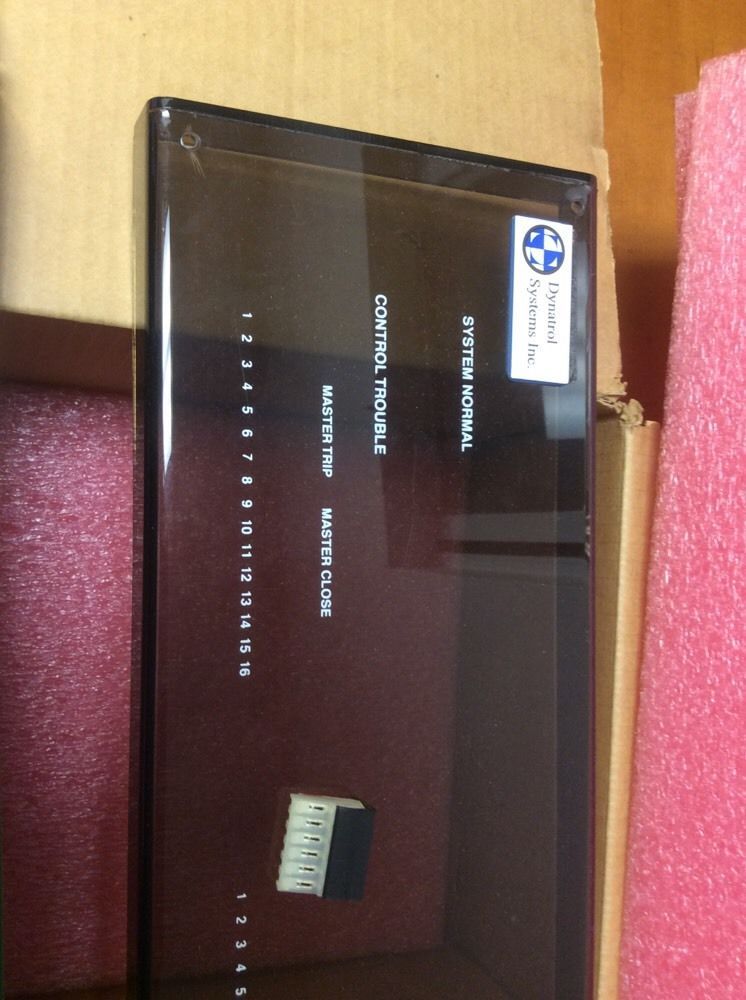 Dynatrol
Systems Inc.
SYSTEM NORMAL
CONTROL TROUBLE
MASTER TRIP MASTER CLOSE
1 2 3 4 5 6 7 8 9 10 11 12 13 14 15 16
1 2 3 4 5